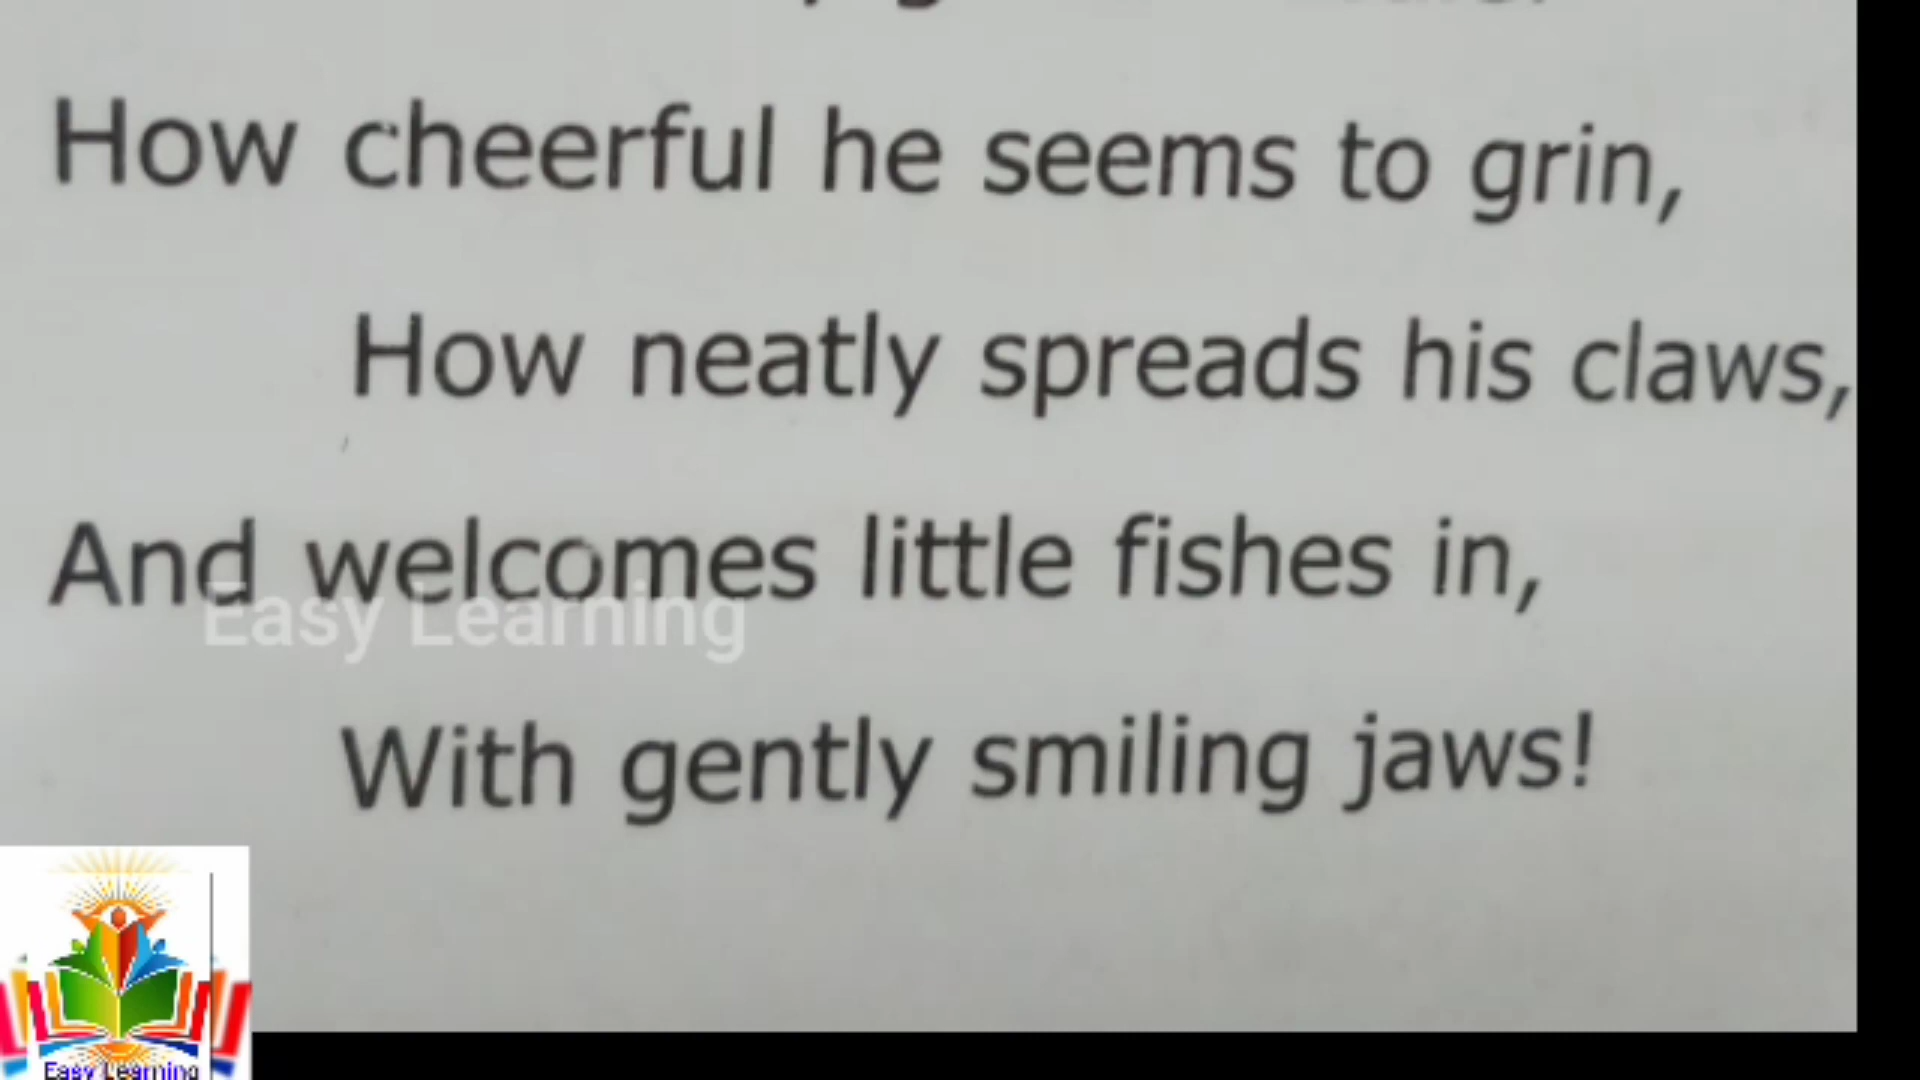 How cheerful he seems to grin,
How neatly spreads his claws,
And welcomes little fishes in,
Easy Learning
With gently smiling jaws!
Easy Learning